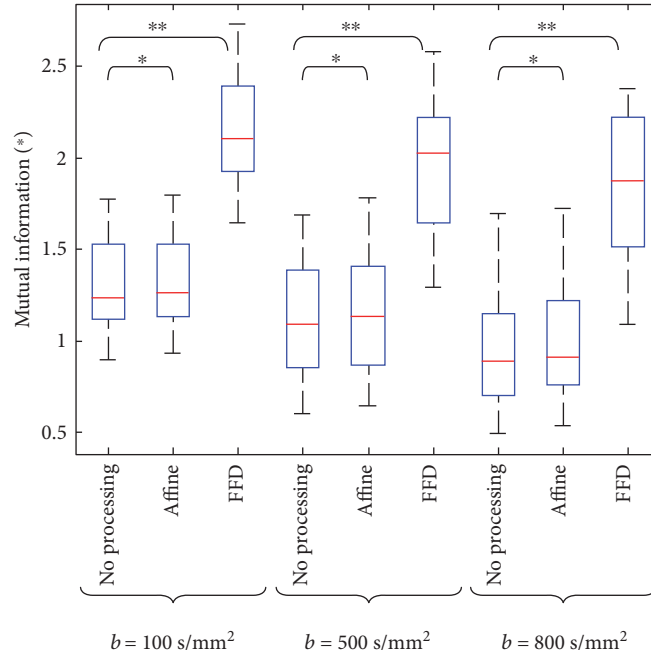 ** ** **
* * *
2.5
2
1.5
1
0.5
Mutual information (*)
No processing
Affine
FFD
No processing
Affine
FFD
No processing
Affine
FFD
b = 100 s/mm² b = 500 s/mm² b = 800 s/mm²